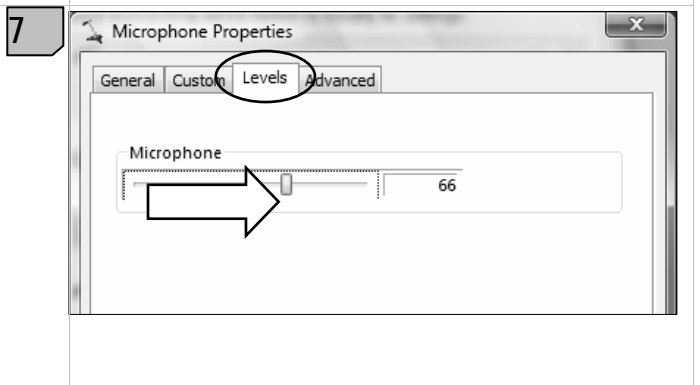 7
Microphone Properties
X
General Custom Levels Advanced
Microphone
66